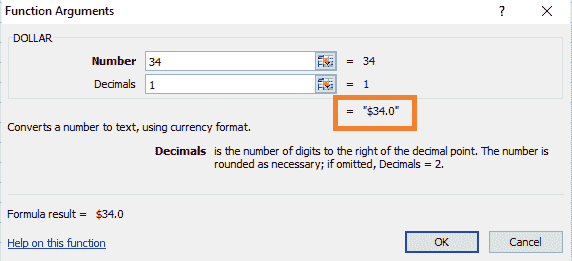 Function Arguments ? ×
DOLLAR
Number 34 = 34
Decimals 1 = 1
= "$34.0"
Converts a number to text, using currency format.
Decimals is the number of digits to the right of the decimal point. The number is
rounded as necessary; if omitted, Decimals = 2.
Formula result = $34.0
Help on this function OK Cancel